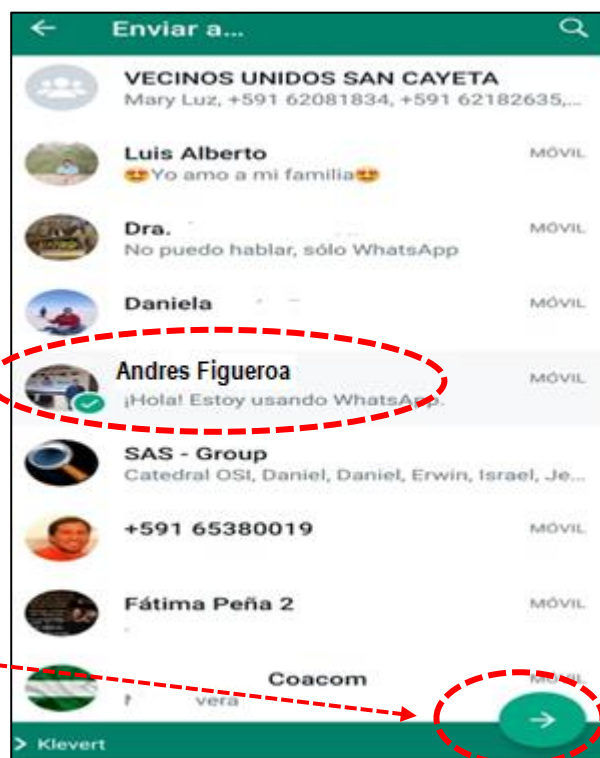 Enviar a...
VECINOS UNIDOS SAN CAYETA
Mary Luz, +591 62081834, +591 62182635,...
Luis Alberto MÓVIL
🤩Yo amo a mi familia🤩
Dra. MÓVIL
No puedo hablar, sólo WhatsApp
Daniela MÓVIL
Andres Figueroa MÓVIL
¡Hola! Estoy usando WhatsApp.
SAS - Group
Catedral OSI, Daniel, Daniel, Erwin, Israel, Je...
+591 65380019 MÓVIL
Fátima Peña 2 MÓVIL
Coacom MÓVIL
vera
> Klevert